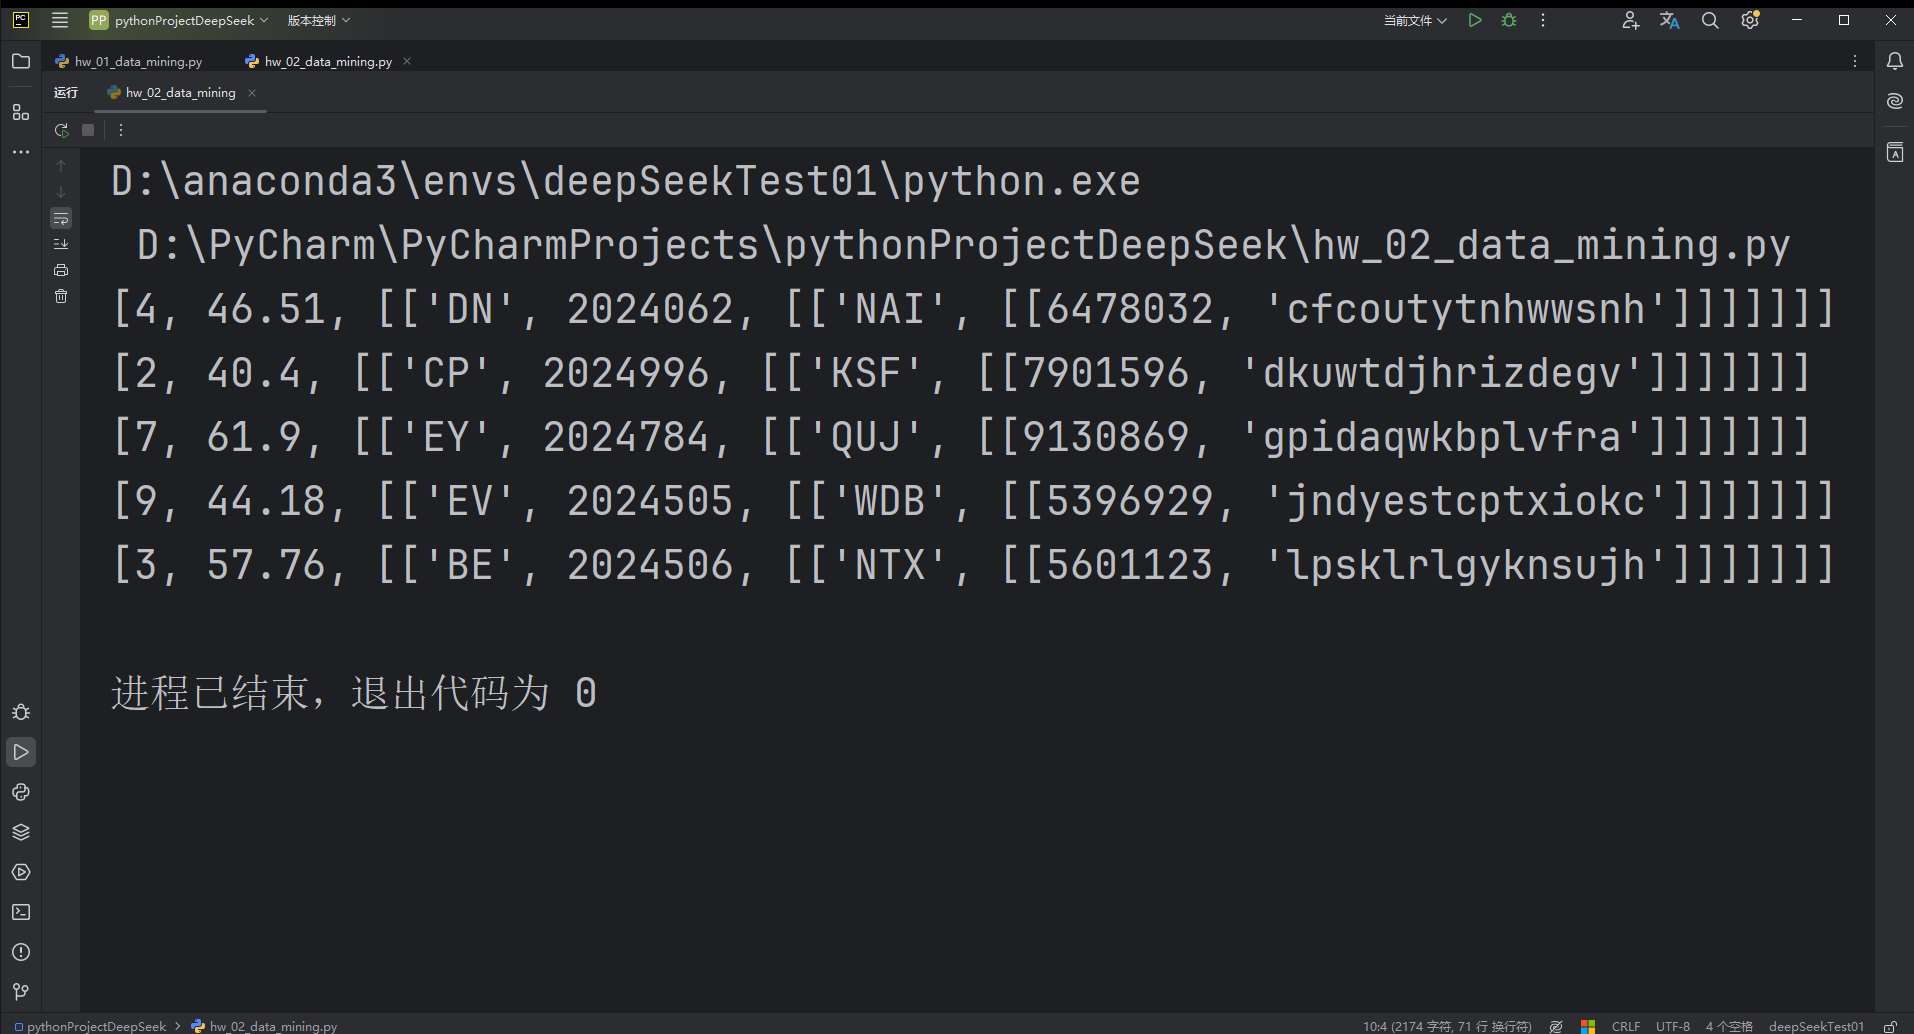 PC
PP pythonProjectDeepSeek 版本控制 当前文件
hw_01_data_mining.py hw_02_data_mining.py
运行 hw_02_data_mining
D:\anaconda3\envs\deepSeekTest01\python.exe
D:\PyCharm\PyCharmProjects\pythonProjectDeepSeek\hw_02_data_mining.py
[4, 46.51, [['DN', 2024062, [['NAI', [[6478032, 'cfcoutytnhwwsnh']]]]]]]
[2, 40.4, [['CP', 2024996, [['KSF', [[7901596, 'dkuwtdjhrizdegv']]]]]]]
[7, 61.9, [['EY', 2024784, [['QUJ', [[9130869, 'gpidaqwkbplvfra']]]]]]]
[9, 44.18, [['EV', 2024505, [['WDB', [[5396929, 'jndyestcptxiokc']]]]]]]
[3, 57.76, [['BE', 2024506, [['NTX', [[5601123, 'lpsklrlgyknsujh']]]]]]]
进程已结束，退出代码为 0
pythonProjectDeepSeek > hw_02_data_mining.py 10:4 (2174 字符, 71 行 换行符) CRLF UTF-8 4 个空格 deepSeekTest01